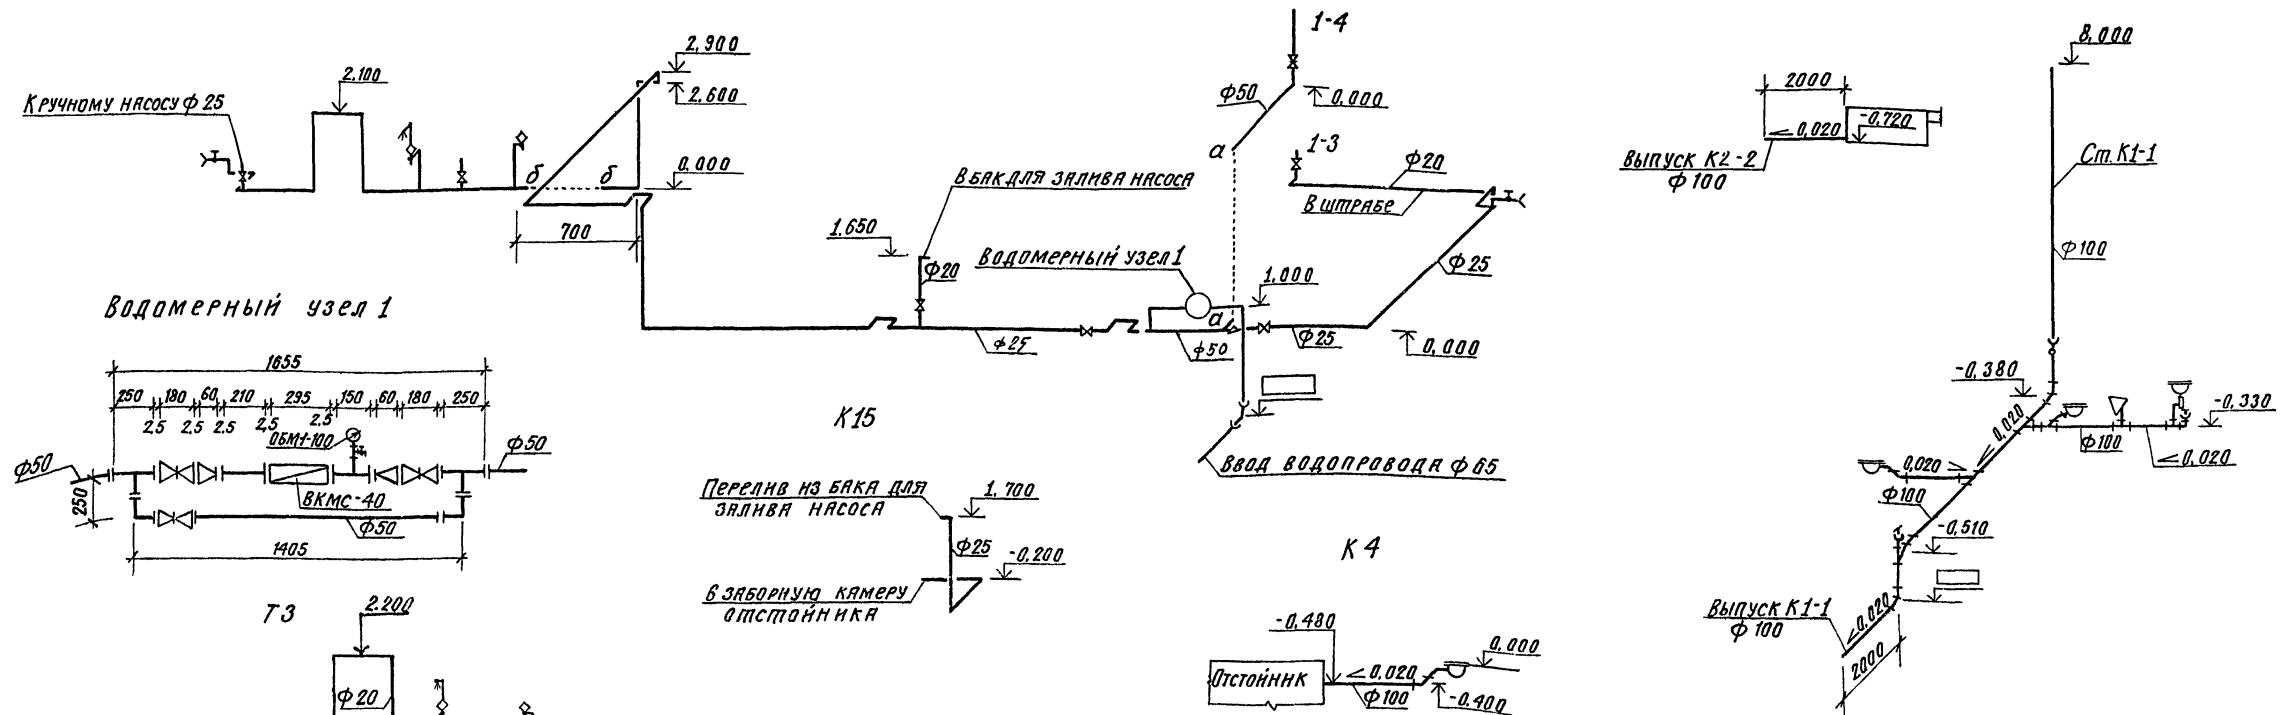 К ручному насосу ф 25
2,100
2,900
2,600
0,000
б
б
700
1-4
ф50
0,000
а
1-3
ф20
В штрабе
ф25
В бак для залива насоса
1.650
ф20
Водомерный узел 1
1,000
а
ф25
ф50
ф25
0,000
Ввод водопровода ф65
2000
0,020
-0,720
Выпуск К2-2
ф100
8,000
Ст. К1-1
ф100
-0,380
0,020
-0,330
ф100
0,020
0,020
ф100
-0,510
Выпуск К1-1
ф100
0,020
2000
Водомерный узел 1
1655
250 180 60 210 295 150 60 180 250
2,5 2,5 2,5 2,5 2,5
ОБМ1-100
ф50
ф50
250
ВКМС-40
ф50
1405
К15
Перелив из бака для
залива насоса
1,700
ф25
-0,200
в заборную камеру
отстойника
К4
-0,480
Отстойник
0,020
ф100
0,000
-0,400
Т3
2.200
ф20